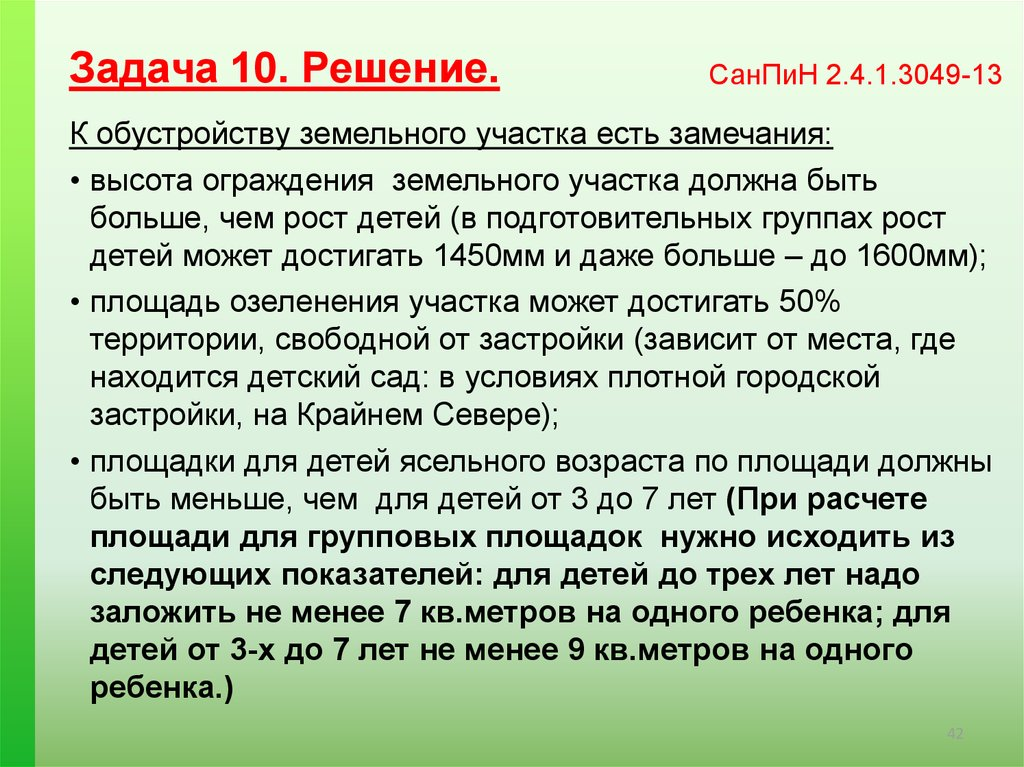 Задача 10. Решение.
СанПиН 2.4.1.3049-13
К обустройству земельного участка есть замечания:
• высота ограждения земельного участка должна быть
больше, чем рост детей (в подготовительных группах рост
детей может достигать 1450мм и даже больше – до 1600мм);
• площадь озеленения участка может достигать 50%
территории, свободной от застройки (зависит от места, где
находится детский сад: в условиях плотной городской
застройки, на Крайнем Севере);
• площадки для детей ясельного возраста по площади должны
быть меньше, чем для детей от 3 до 7 лет (При расчете
площади для групповых площадок нужно исходить из
следующих показателей: для детей до трех лет надо
заложить не менее 7 кв.метров на одного ребенка; для
детей от 3-х до 7 лет не менее 9 кв.метров на одного
ребенка.)
42